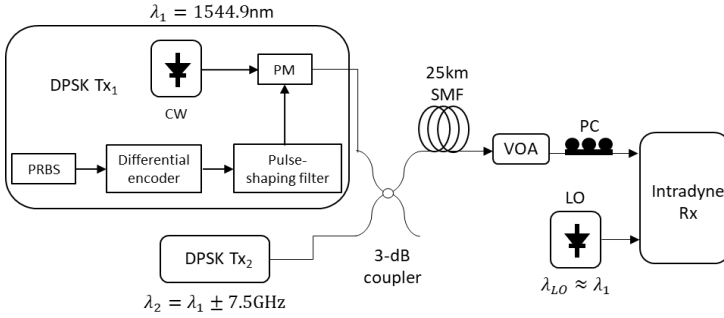 λ₁ = 1544.9nm
DPSK Tx₁
CW
PM
PRBS
Differential
encoder
Pulse-
shaping filter
DPSK Tx₂
λ₂ = λ₁ ± 7.5GHz
3-dB
coupler
25km
SMF
VOA
PC
LO
λ_LO ≈ λ₁
Intradyne
Rx